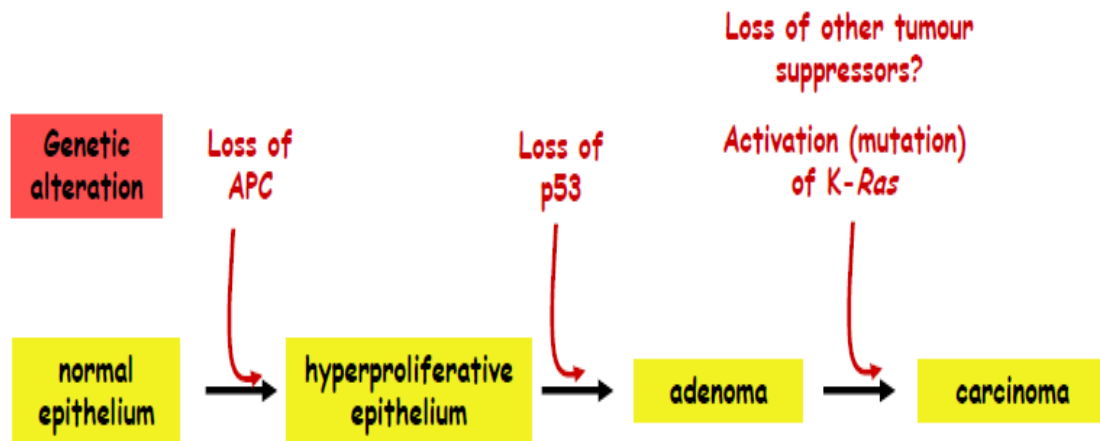 Loss of other tumour
suppressors?
Genetic
alteration
Loss of
APC
Loss of
p53
Activation (mutation)
of K-Ras
normal
epithelium
hyperproliferative
epithelium
adenoma
carcinoma